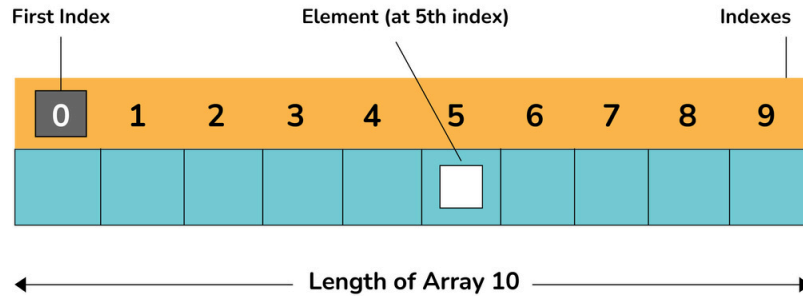 First Index
Element (at 5th index)
Indexes
0 1 2 3 4 5 6 7 8 9
Length of Array 10